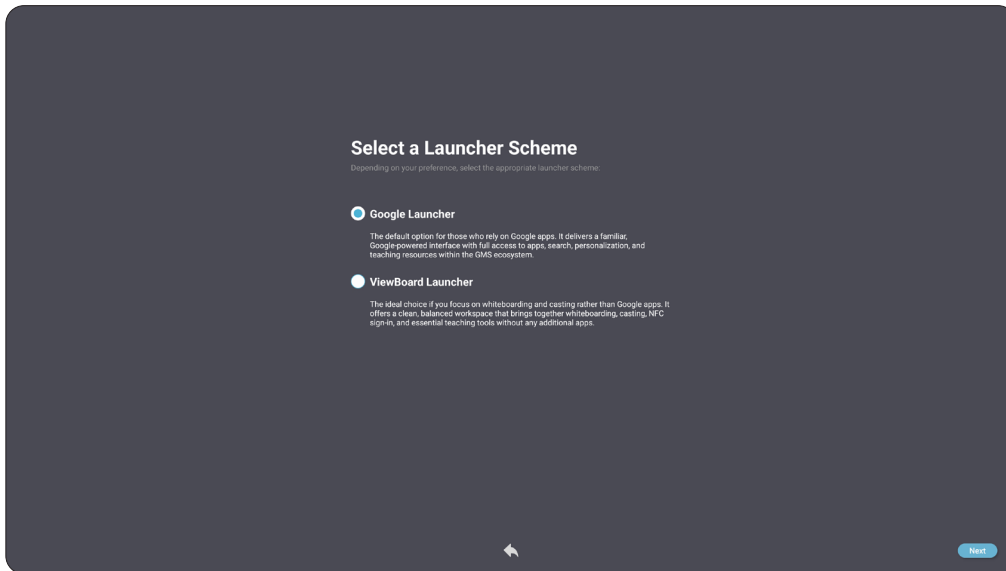 Select a Launcher Scheme
Depending on your preference, select the appropriate launcher scheme:
Google Launcher
The default option for those who rely on Google apps. It delivers a familiar,
Google-powered interface with full access to apps, search, personalization, and
teaching resources within the GMS ecosystem.
ViewBoard Launcher
The ideal choice if you focus on whiteboarding and casting rather than Google apps. It
offers a clean, balanced workspace that brings together whiteboarding, casting, NFC
sign-in, and essential teaching tools without any additional apps.
Next